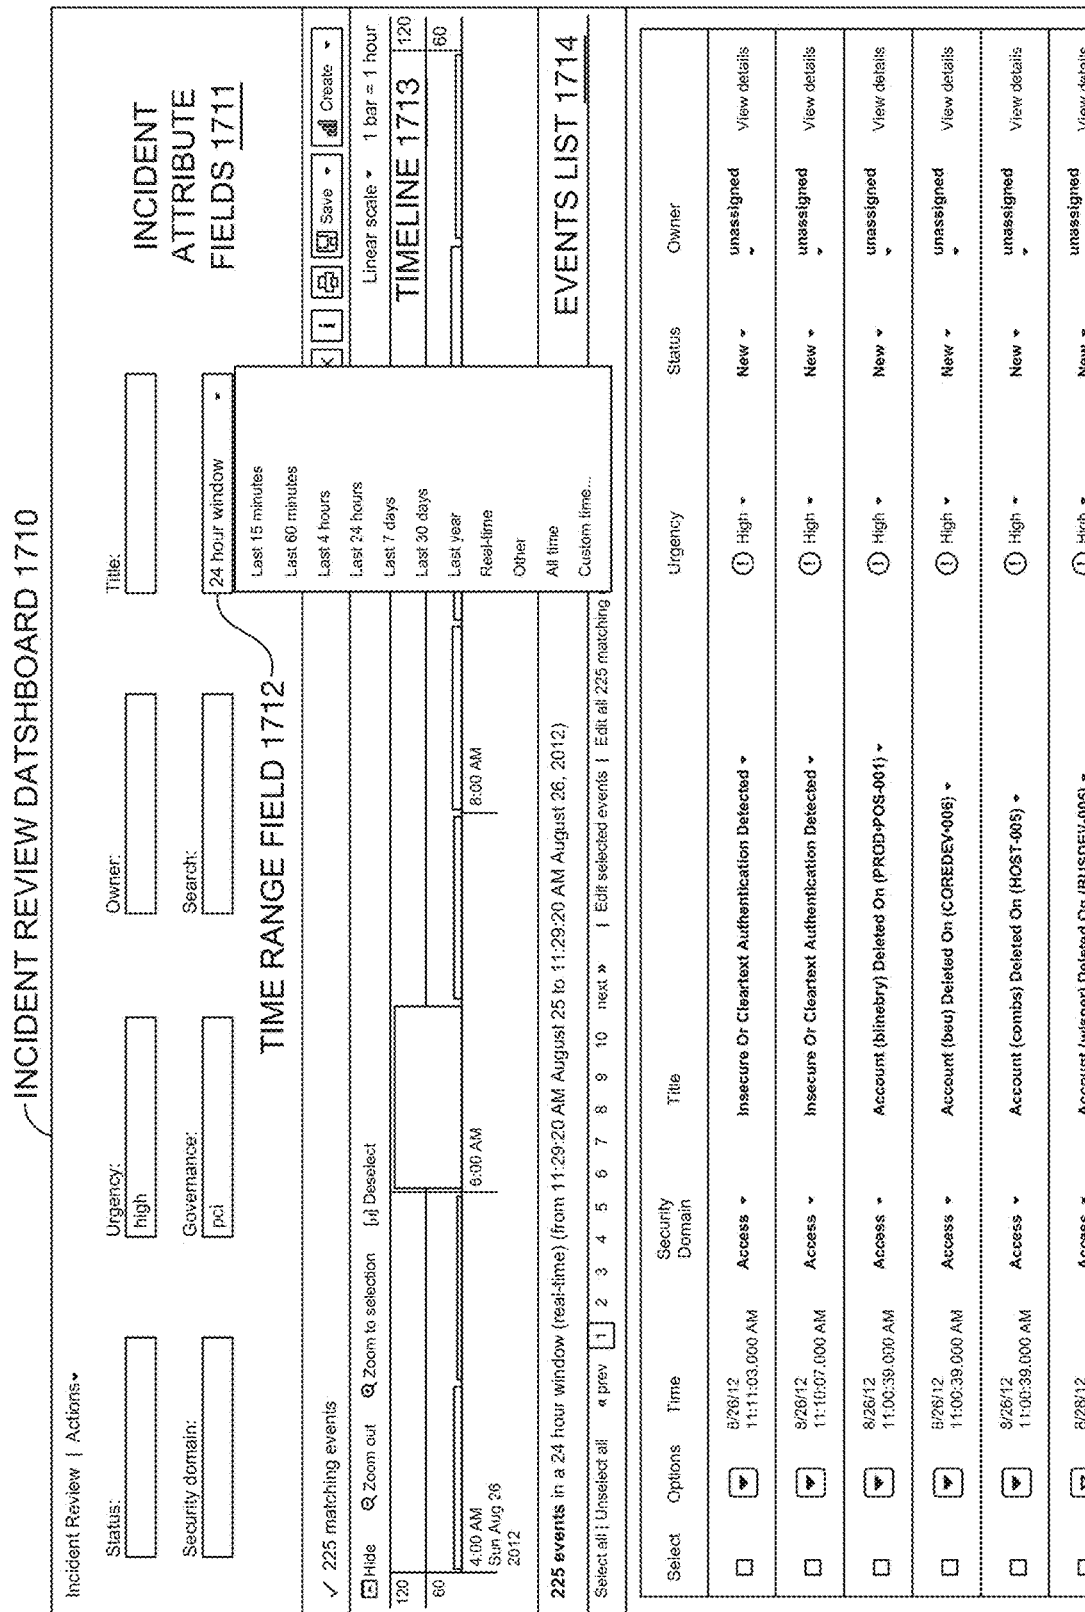 INCIDENT REVIEW DATSHBOARD 1710
Incident Review | Actions
Status:
Urgency:
high
Owner:
Title:
INCIDENT
ATTRIBUTE
FIELDS 1711
Security domain:
Governance:
pci
Search:
24 hour window
TIME RANGE FIELD 1712
Last 15 minutes
Last 60 minutes
Last 4 hours
Last 24 hours
Last 7 days
Last 30 days
Last year
Real-time
Other
All time
Custom time...
✓ 225 matching events
i
Save
Create
Hide
Zoom out
Zoom to selection
Deselect
Linear scale
1 bar = 1 hour
120
60
TIMELINE 1713
120
60
4:00 AM
Sun Aug 26
2012
6:00 AM
8:00 AM
225 events in a 24 hour window (real-time) (from 11:29:20 AM August 25 to 11:29:20 AM August 26, 2012)
EVENTS LIST 1714
Select all | Unselect all « prev 1 2 3 4 5 6 7 8 9 10 next » | Edit selected events | Edit all 225 matching
Select Options Time Security Domain Title Urgency Status Owner
8/26/12 11:11:03.000 AM Access Insecure Or Cleartext Authentication Detected High New unassigned View details
8/26/12 11:10:07.000 AM Access Insecure Or Cleartext Authentication Detected High New unassigned View details
8/26/12 11:00:39.000 AM Access Account (blinebry) Deleted On (PROD-POS-001) High New unassigned View details
8/26/12 11:00:39.000 AM Access Account (beu) Deleted On (COREDEV-006) High New unassigned View details
8/26/12 11:00:39.000 AM Access Account (combs) Deleted On (HOST-005) High New unassigned View details
Access Account Deleted On High New unassigned View details